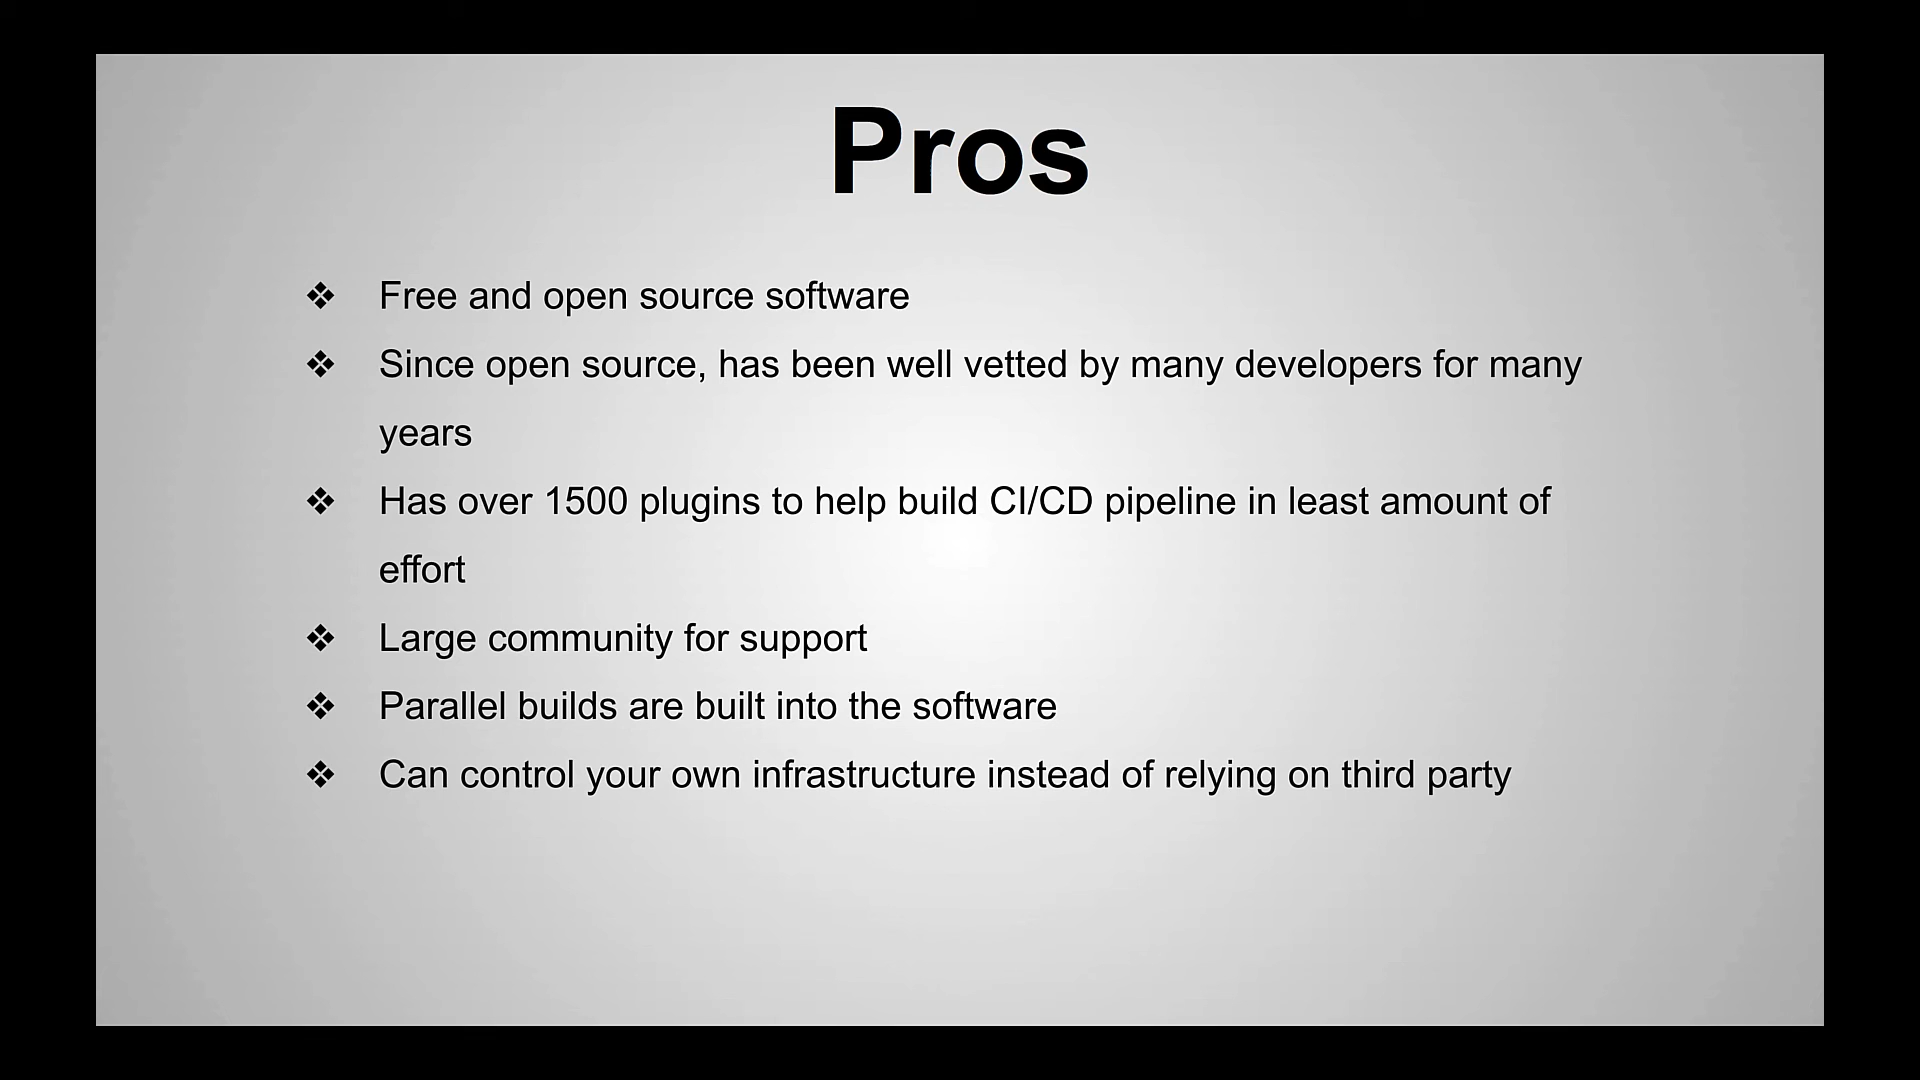 Pros
❖ Free and open source software
❖ Since open source, has been well vetted by many developers for many
years
❖ Has over 1500 plugins to help build CI/CD pipeline in least amount of
effort
❖ Large community for support
❖ Parallel builds are built into the software
❖ Can control your own infrastructure instead of relying on third party